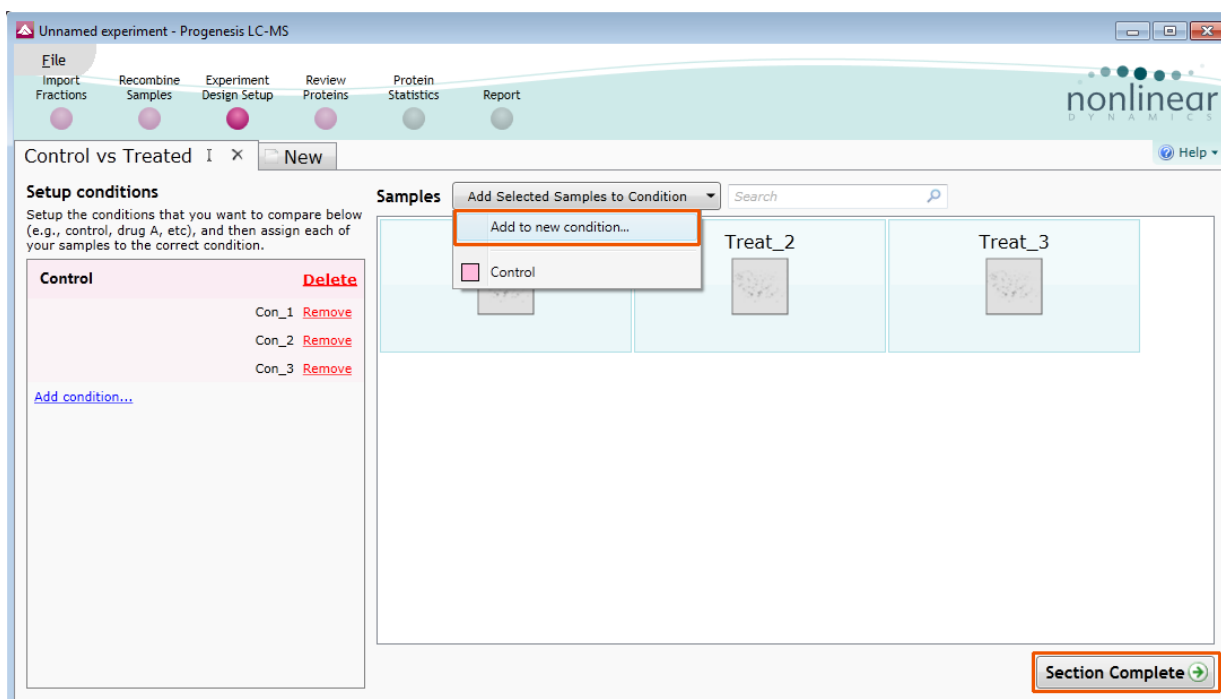 Unnamed experiment - Progenesis LC-MS
File
Import Fractions
Recombine Samples
Experiment Design Setup
Review Proteins
Protein Statistics
Report
nonlinear
DYNAMICS
Control vs Treated
New
Help
Setup conditions
Setup the conditions that you want to compare below
(e.g., control, drug A, etc), and then assign each of
your samples to the correct condition.
Control Delete
Con_1 Remove
Con_2 Remove
Con_3 Remove
Add condition...
Samples
Add Selected Samples to Condition
Search
Add to new condition...
Control
Treat_2
Treat_3
Section Complete